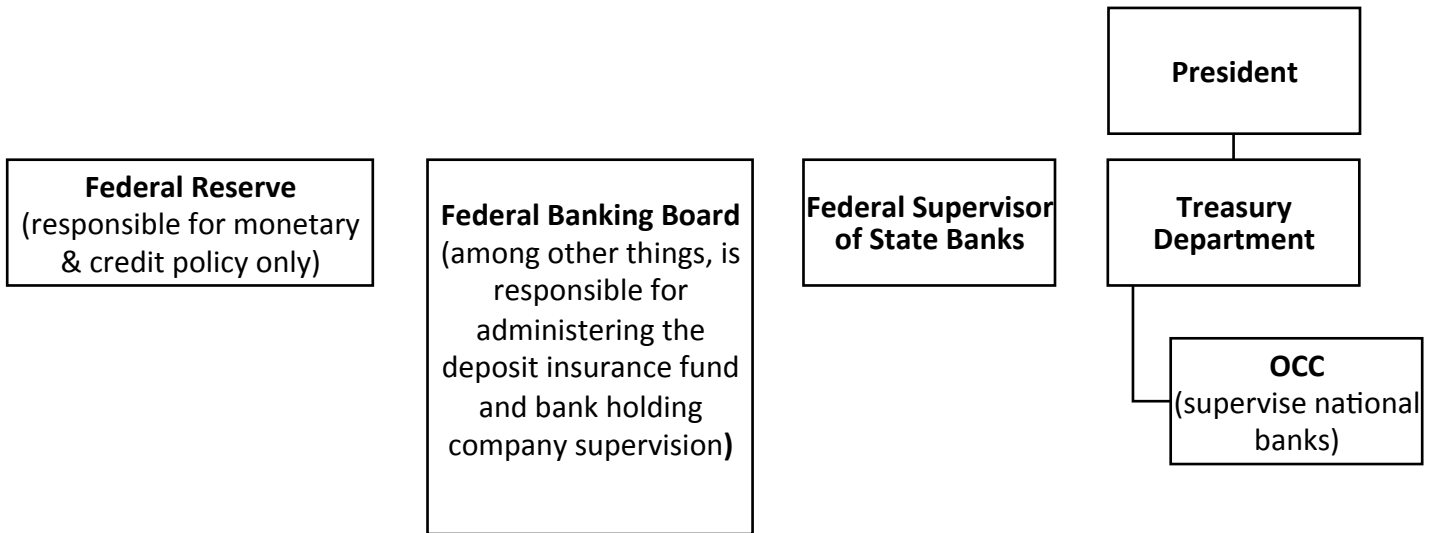 President
Federal Reserve
(responsible for monetary
& credit policy only)
Federal Banking Board
(among other things, is
responsible for
administering the
deposit insurance fund
and bank holding
company supervision)
Federal Supervisor
of State Banks
Treasury
Department
OCC
(supervise national
banks)